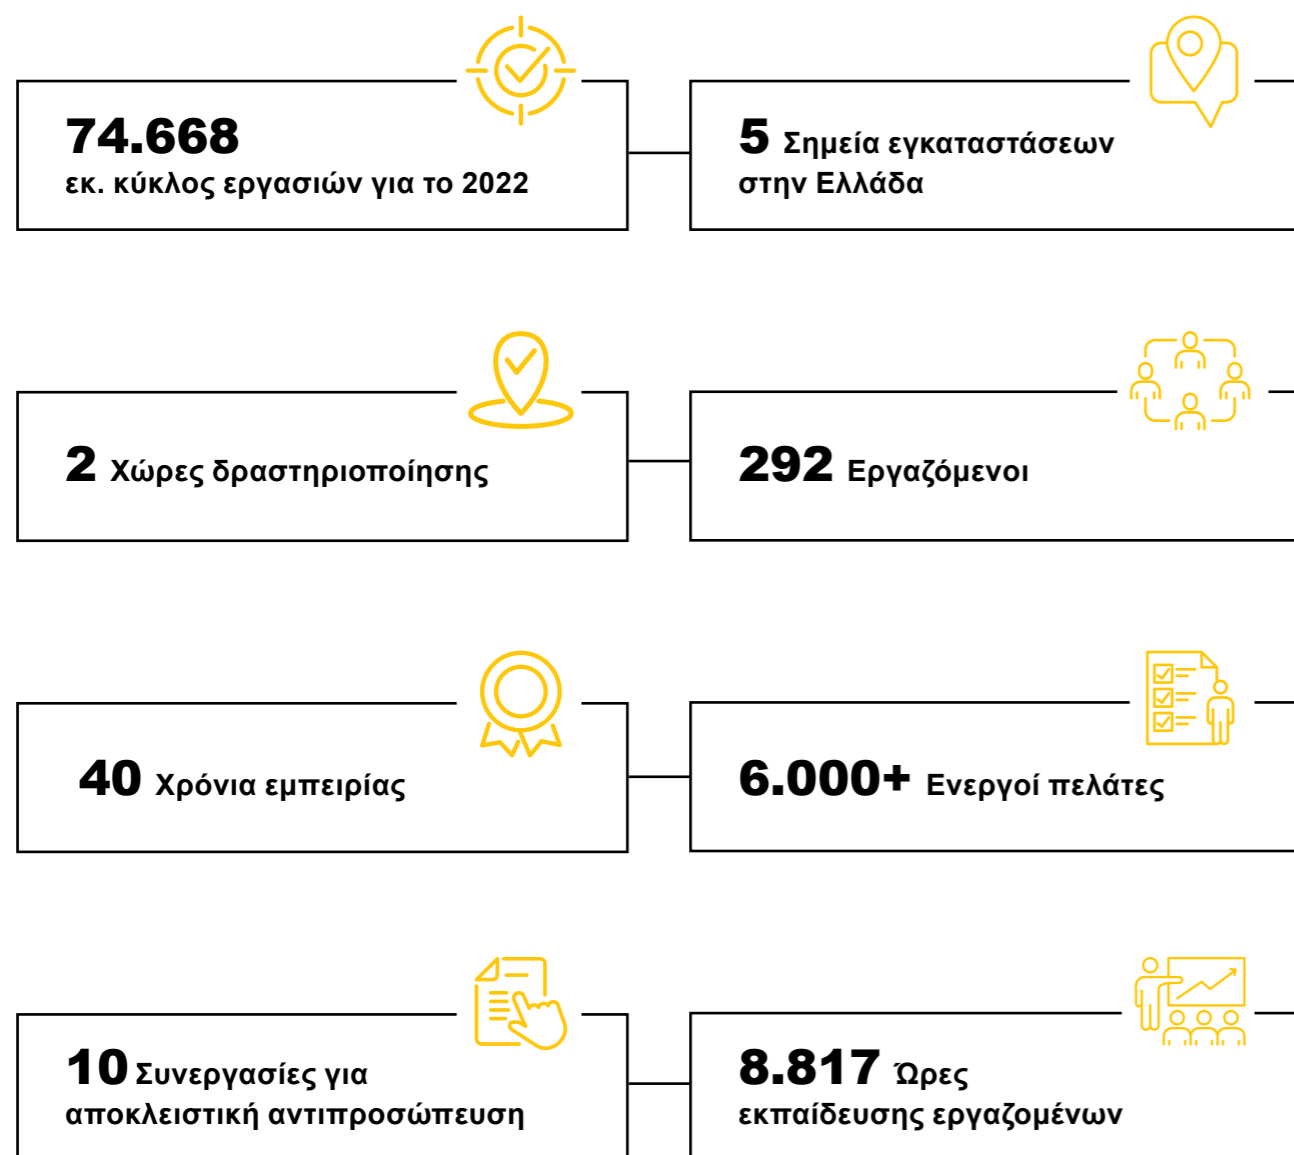 74.668
εκ. κύκλος εργασιών για το 2022
5 Σημεία εγκαταστάσεων
στην Ελλάδα
2 Χώρες δραστηριοποίησης
292 Εργαζόμενοι
40 Χρόνια εμπειρίας
6.000+ Ενεργοί πελάτες
10 Συνεργασίες για
αποκλειστική αντιπροσώπευση
8.817 Ώρες
εκπαίδευσης εργαζομένων